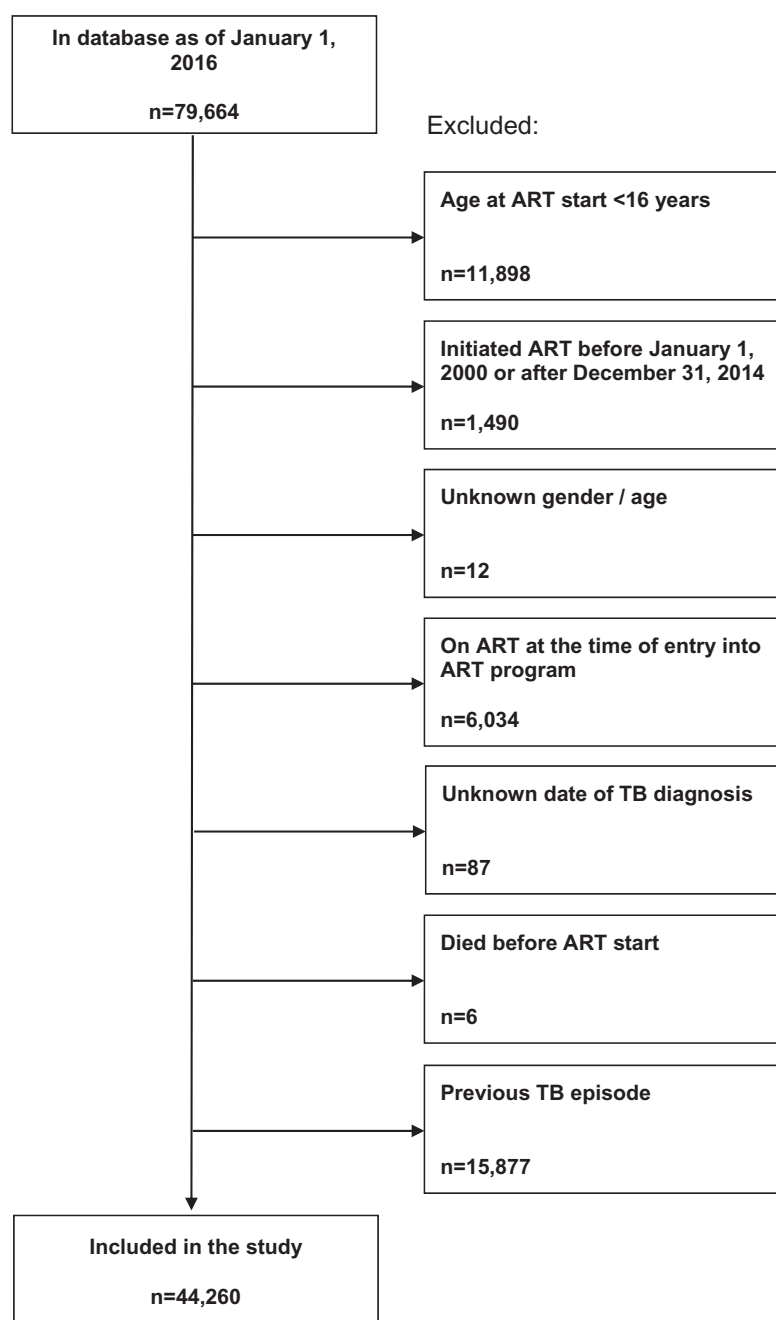 In database as of January 1,
2016
n=79,664
Excluded:
Age at ART start <16 years
n=11,898
Initiated ART before January 1,
2000 or after December 31, 2014
n=1,490
Unknown gender / age
n=12
On ART at the time of entry into
ART program
n=6,034
Unknown date of TB diagnosis
n=87
Died before ART start
n=6
Previous TB episode
n=15,877
Included in the study
n=44,260